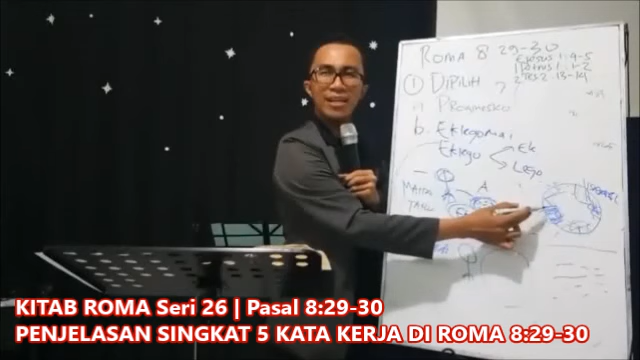 ROMA 8 29-30
Efesus 1:4-5
1 Petrus 1:1-2
2 Tes 2:13-14
① DIPILIH
b. Eklegomai
Eklego
Ek
Lego
A
KITAB ROMA Seri 26 | Pasal 8:29-30
PENJELASAN SINGKAT 5 KATA KERJA DI ROMA 8:29-30